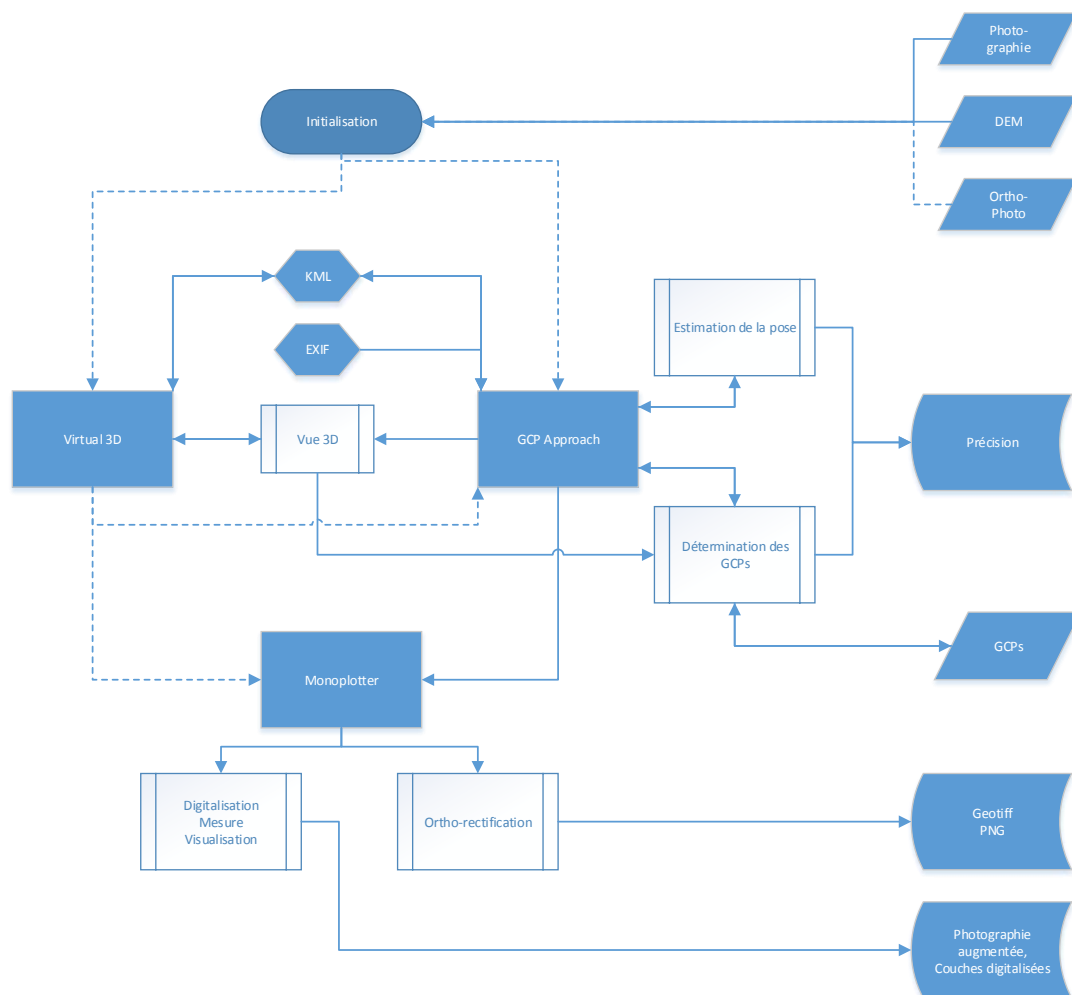 Photo-
graphie
Initialisation
DEM
Ortho-
Photo
KML
EXIF
Estimation de la pose
Virtual 3D
Vue 3D
GCP Approach
Précision
Détermination des
GCPs
GCPs
Monoplotter
Digitalisation
Mesure
Visualisation
Ortho-rectification
Geotiff
PNG
Photographie
augmentée,
Couches digitalisées